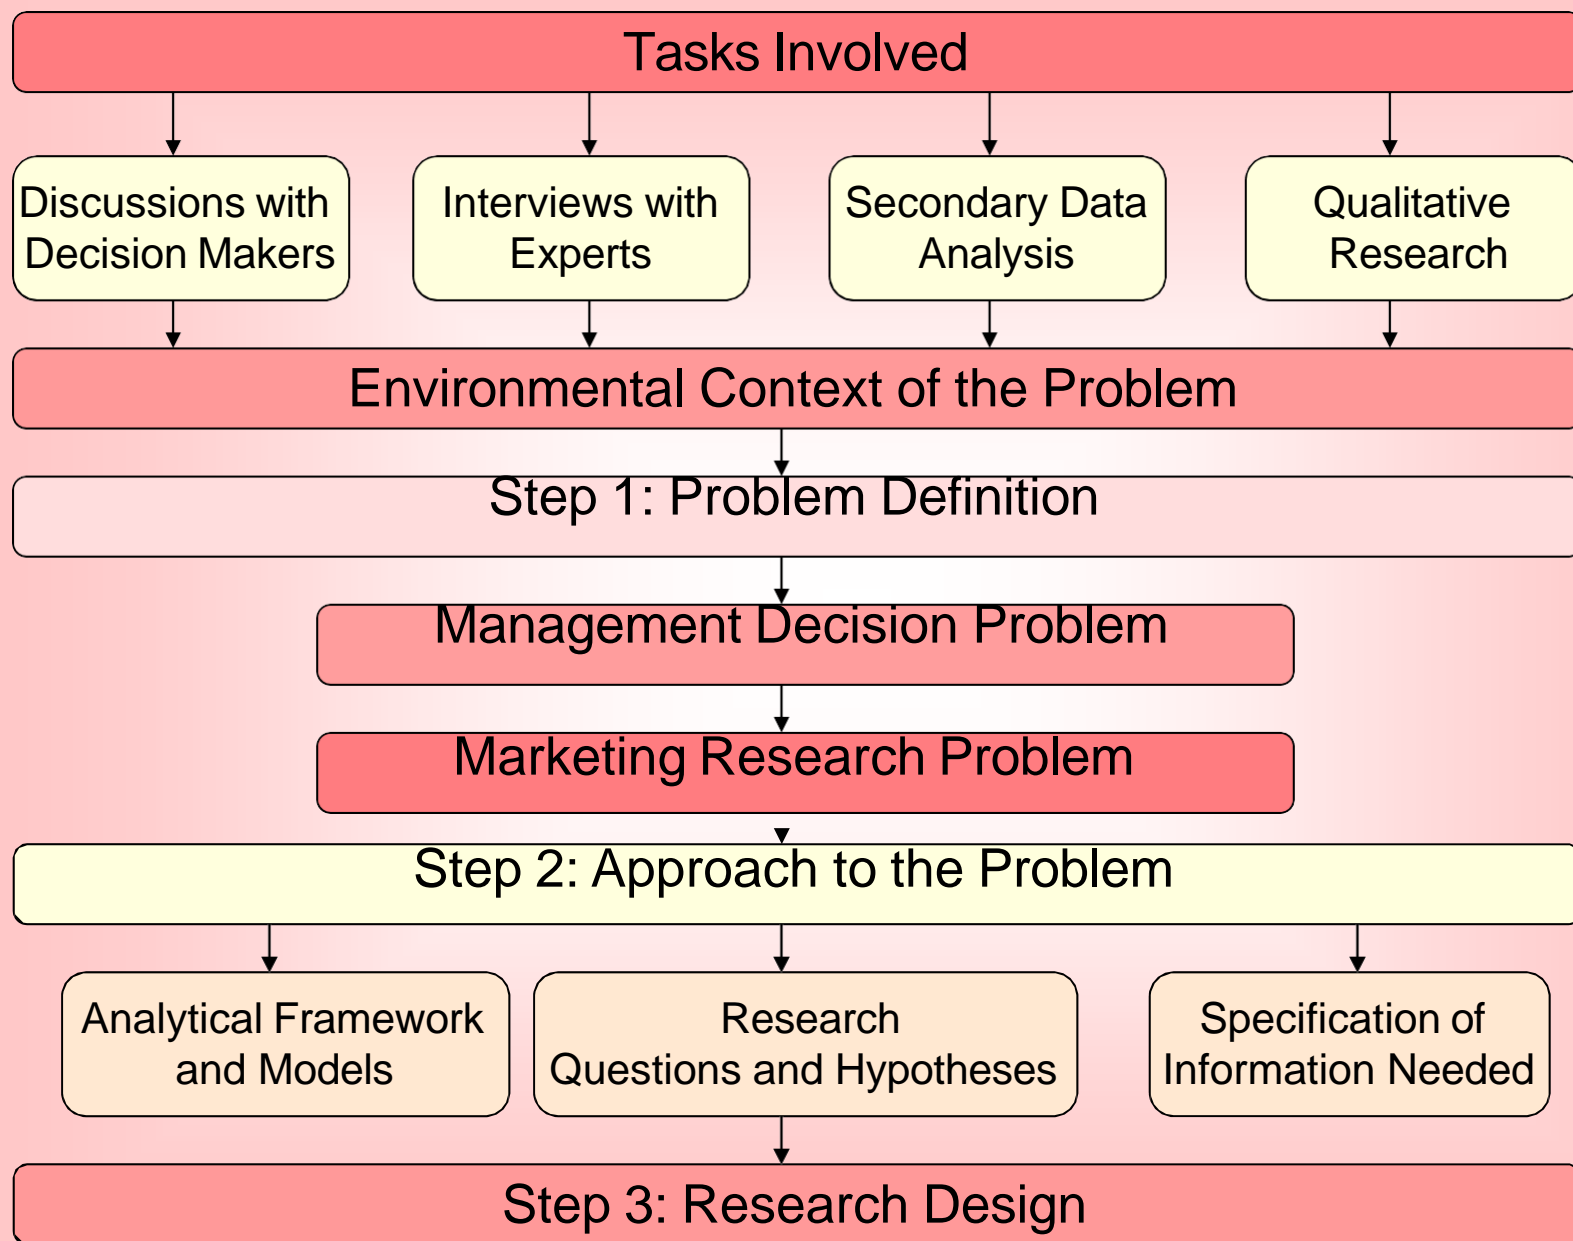 Tasks Involved
Discussions with
Decision Makers
Interviews with
Experts
Secondary Data
Analysis
Qualitative
Research
Environmental Context of the Problem
Step 1: Problem Definition
Management Decision Problem
Marketing Research Problem
Step 2: Approach to the Problem
Analytical Framework
and Models
Research
Questions and Hypotheses
Specification of
Information Needed
Step 3: Research Design